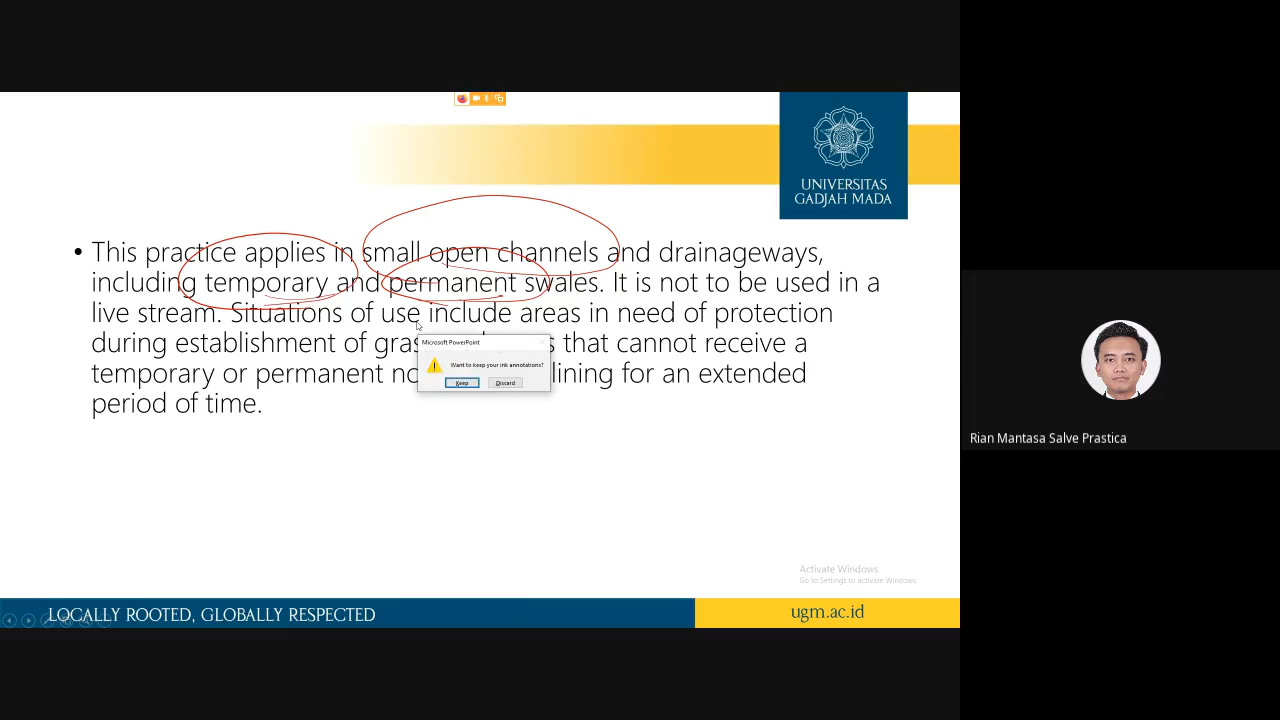 UNIVERSITAS
GADJAH MADA
• This practice applies in small open channels and drainageways,
including temporary and permanent swales. It is not to be used in a
live stream. Situations of use include areas in need of protection
during establishment of gras that cannot receive a
temporary or permanent lining for an extended
period of time.
Microsoft PowerPoint
Want to keep your ink annotations?
Keep Discard
Rian Mantasa Salve Prastica
Activate Windows
Go to Settings to activate Windows.
LOCALLY ROOTED, GLOBALLY RESPECTED
ugm.ac.id